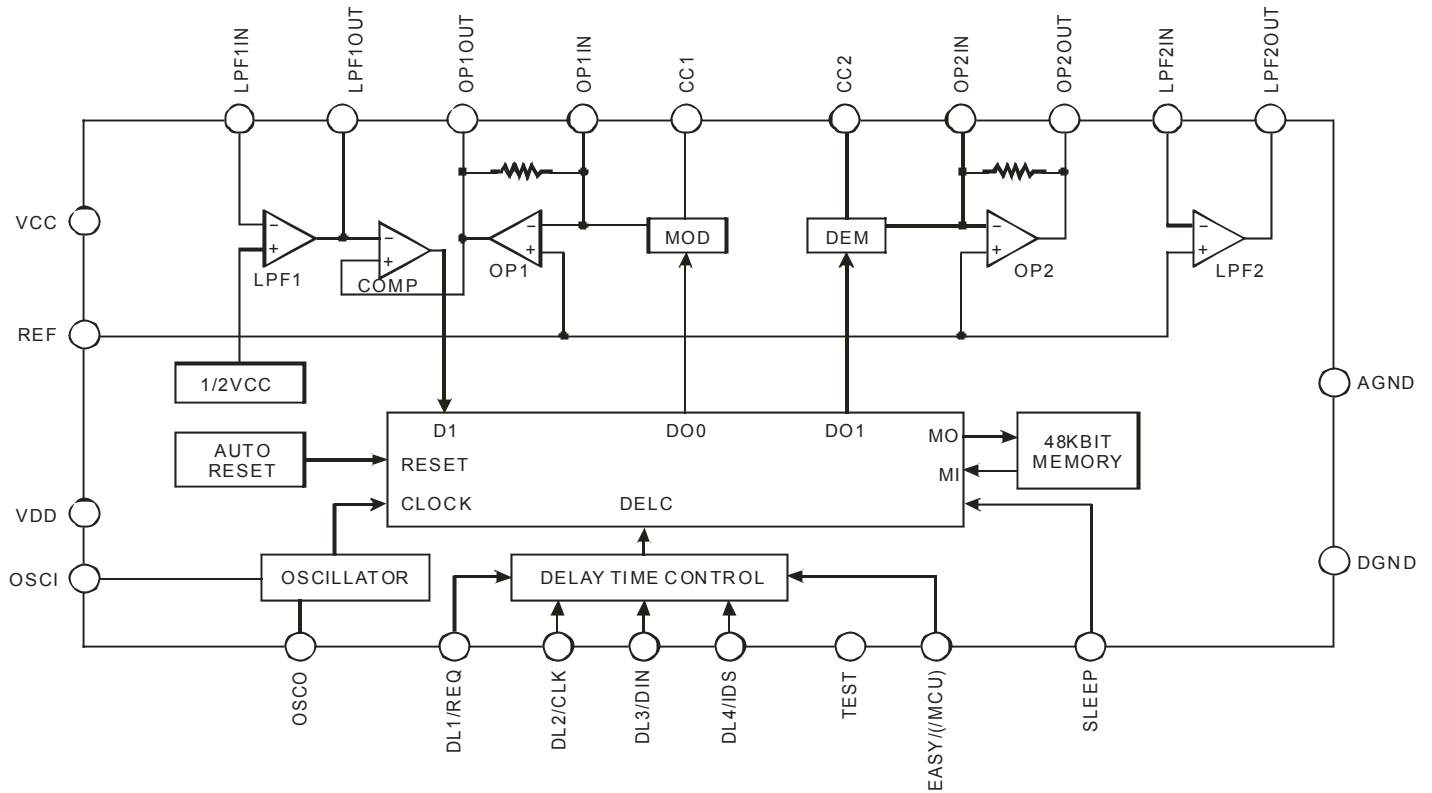 LPF1IN
LPF1OUT
OP1OUT
OP1IN
CC1
CC2
OP2IN
OP2OUT
LPF2IN
LPF2OUT
VCC
−
+
LPF1
−
+
COMP
−
+
OP1
MOD
DEM
−
+
OP2
−
+
LPF2
REF
1/2VCC
AGND
AUTO
RESET
D1
DO0
DO1
RESET
CLOCK
DELC
MO
MI
48KBIT
MEMORY
VDD
OSCI
OSCILLATOR
DELAY TIME CONTROL
DGND
OSCO
DL1/REQ
DL2/CLK
DL3/DIN
DL4/IDS
TEST
EASY/(/MCU)
SLEEP